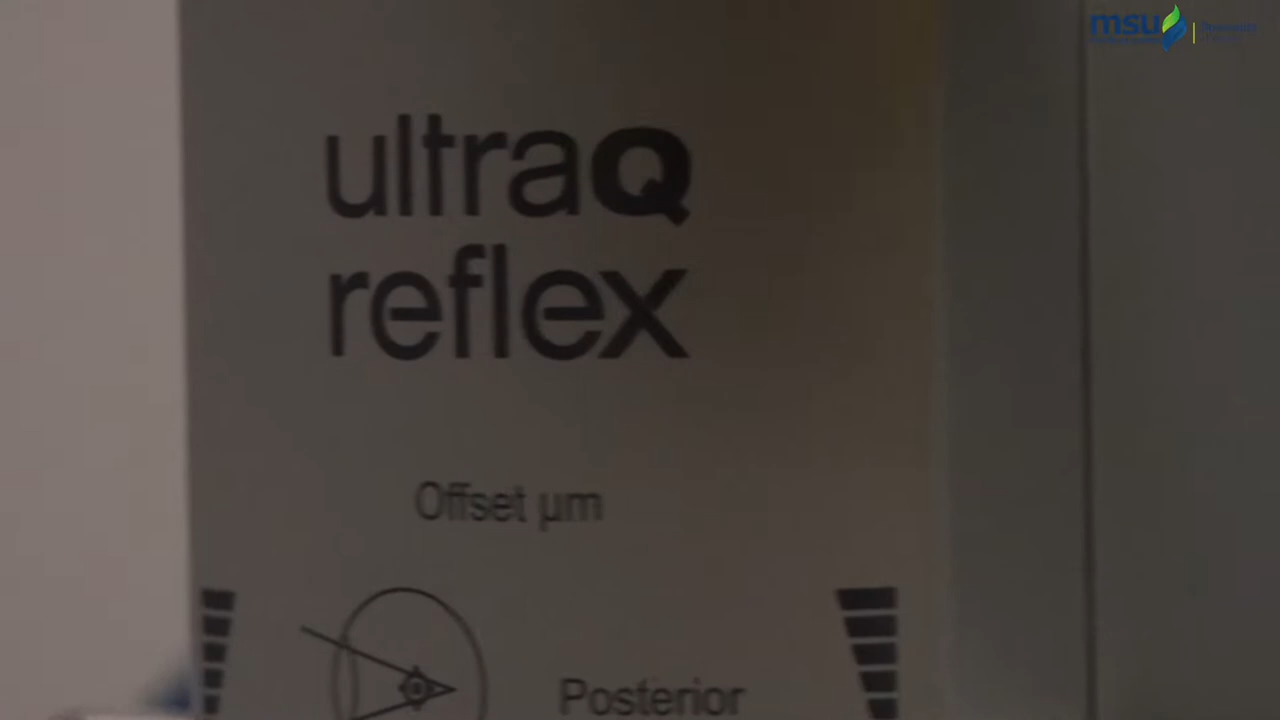 msu
ultraQ
reflex
Offset µm
Posterior